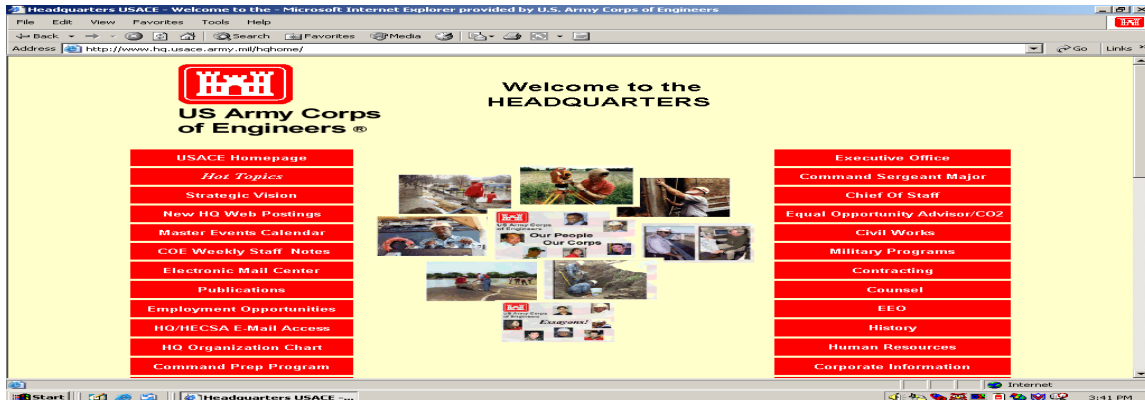 Headquarters USACE - Welcome to the - Microsoft Internet Explorer provided by U.S. Army Corps of Engineers
File Edit View Favorites Tools Help
Back Search Favorites Media
Address http://www.hq.usace.army.mil/hqhome/ Go Links »
US Army Corps
of Engineers ®
Welcome to the
HEADQUARTERS
USACE Homepage
Hot Topics
Strategic Vision
New HQ Web Postings
Master Events Calendar
COE Weekly Staff Notes
Electronic Mail Center
Publications
Employment Opportunities
HQ/HECSA E-Mail Access
HQ Organization Chart
Command Prep Program
US Army Corps
of Engineers
Our People
Our Corps
US Army Corps
of Engineers
Essayons!
Executive Office
Command Sergeant Major
Chief Of Staff
Equal Opportunity Advisor/CO2
Civil Works
Military Programs
Contracting
Counsel
EEO
History
Human Resources
Corporate Information
Internet
Start Headquarters USACE -... 3:41 PM